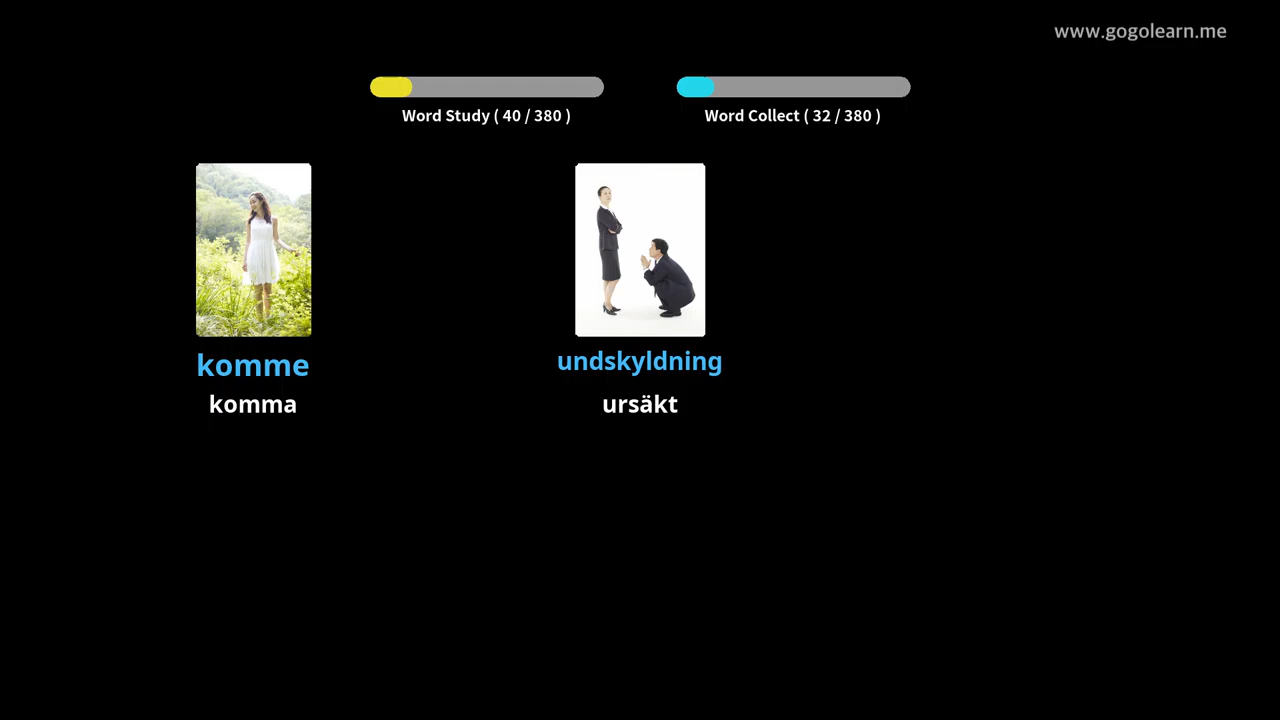 www.gogolearn.me
Word Study ( 40 / 380 )
Word Collect ( 32 / 380 )
komme
komma
undskyldning
ursäkt